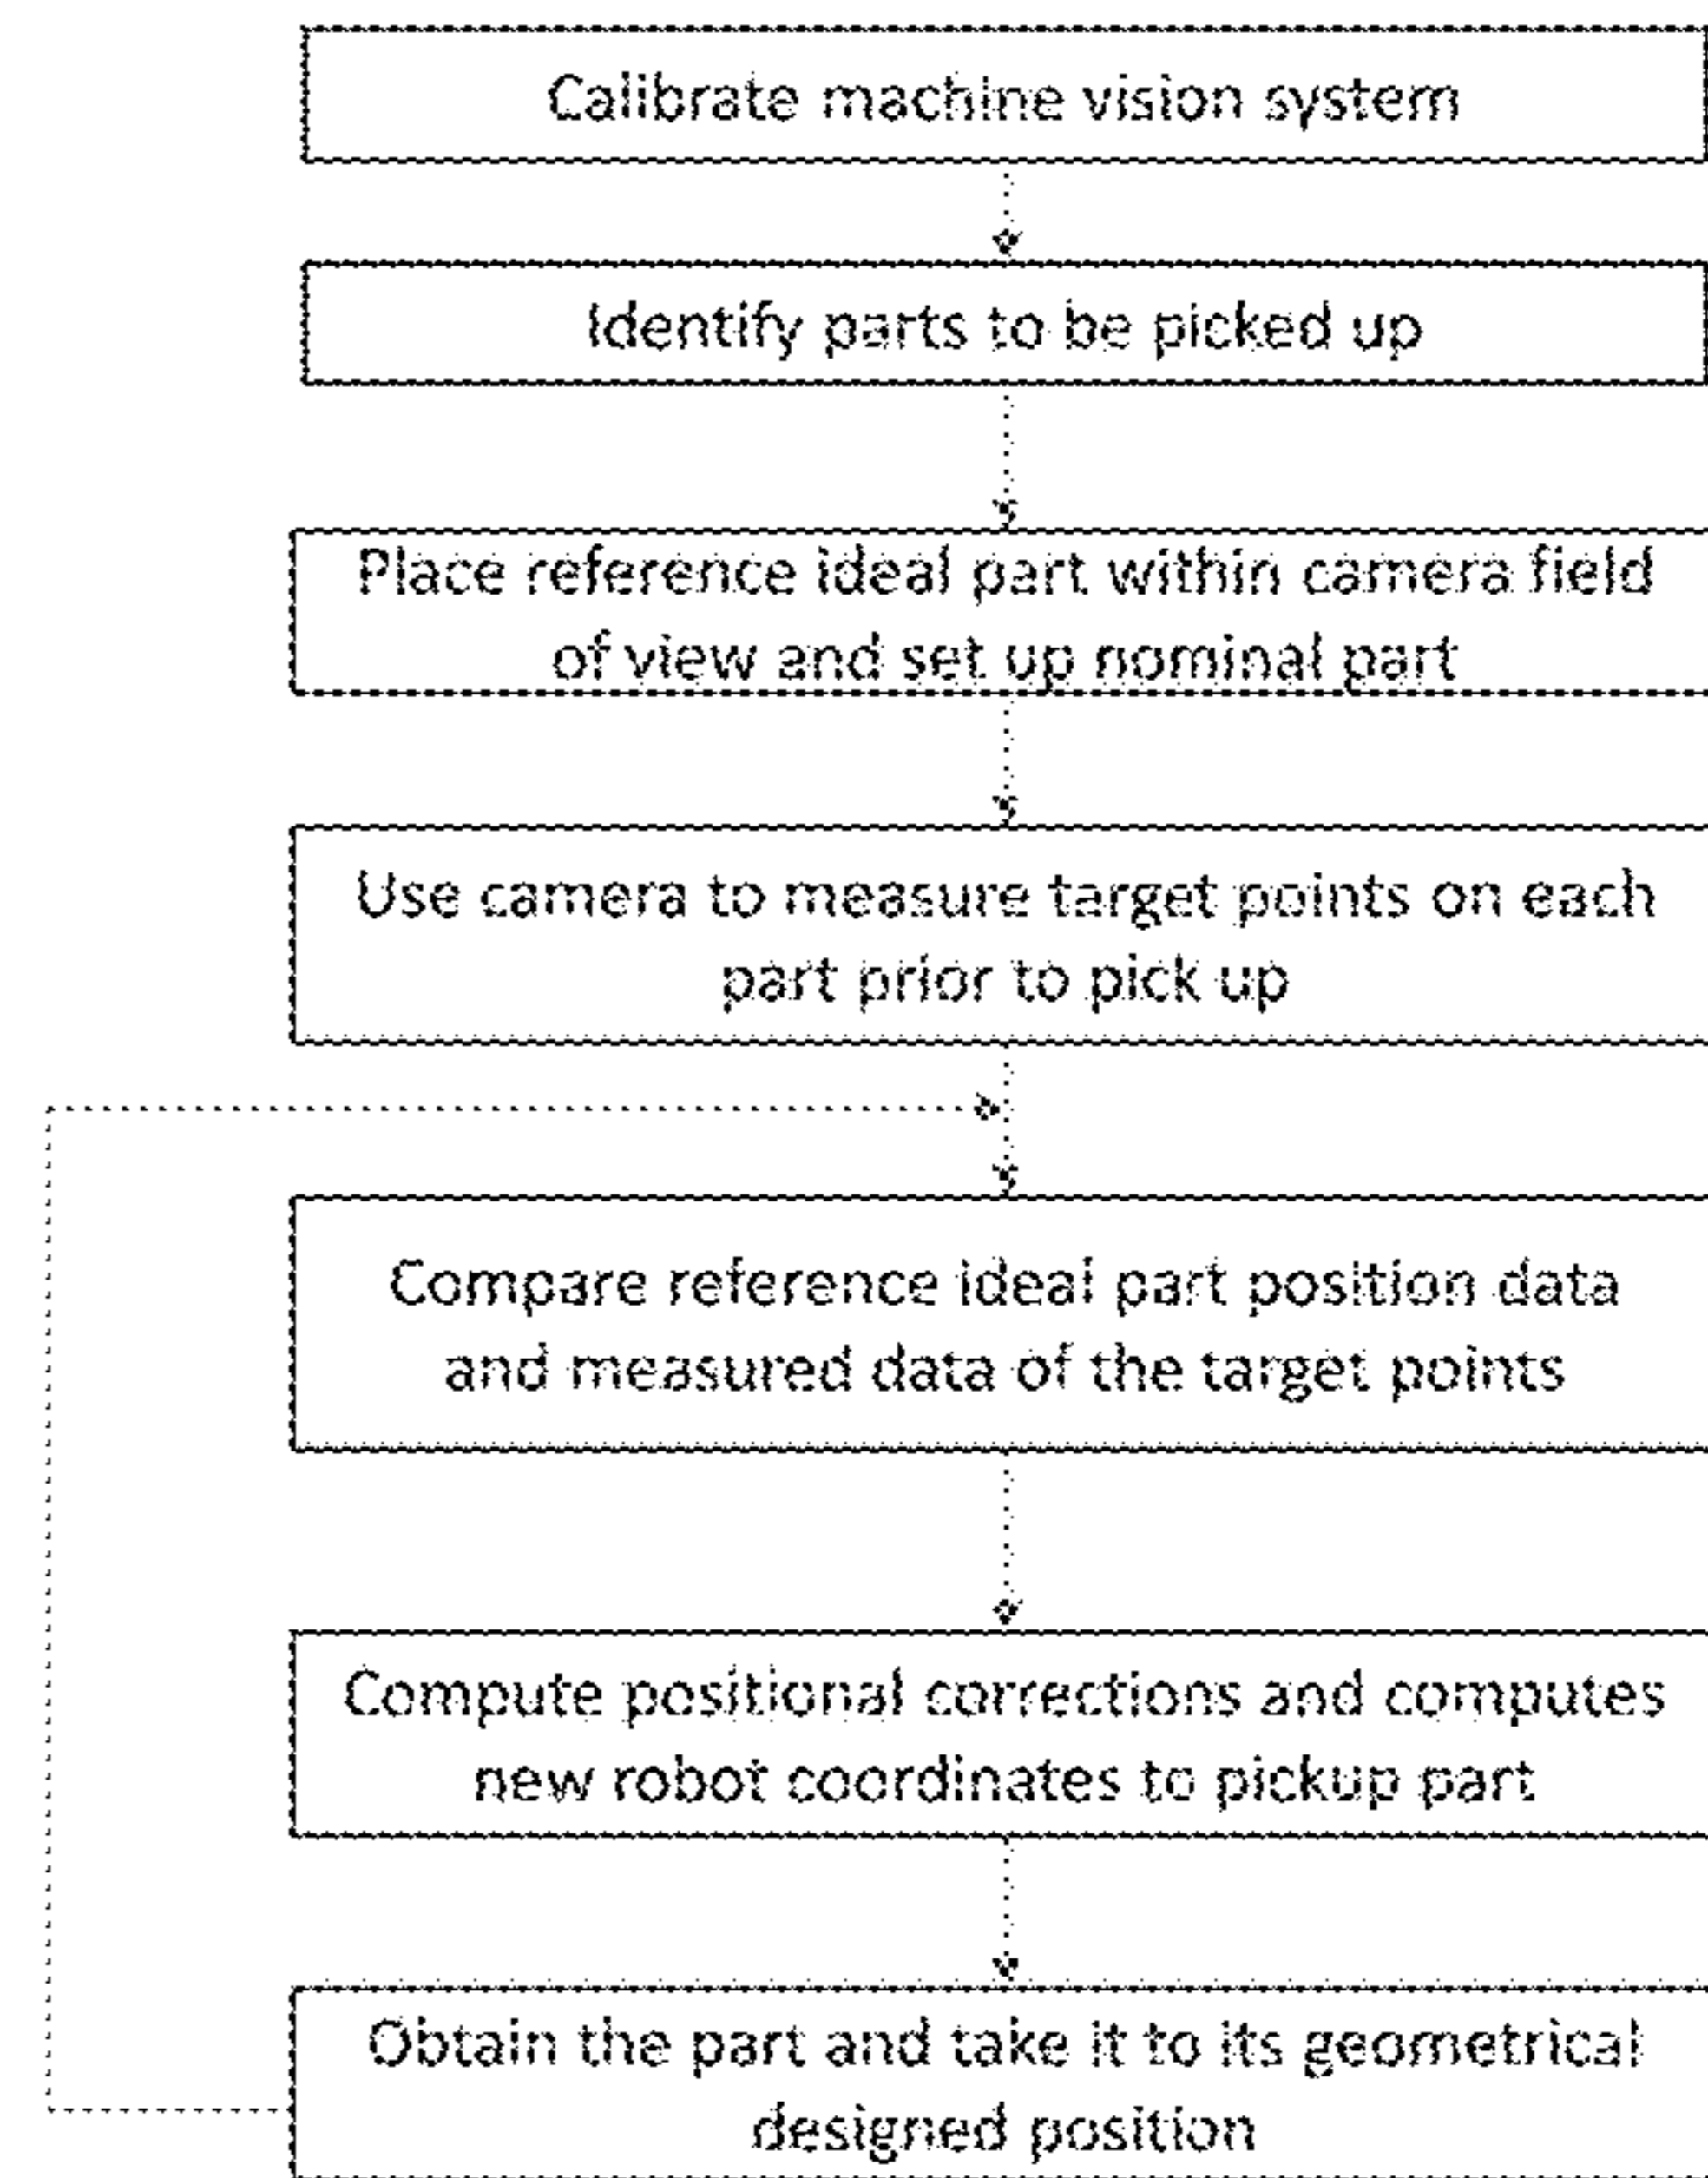 Calibrate machine vision system
Identify parts to be picked up
Place reference ideal part within camera field
of view and set up nominal part
Use camera to measure target points on each
part prior to pick up
Compare reference ideal part position data
and measured data of the target points
Compute positional corrections and computes
new robot coordinates to pickup part
Obtain the part and take it to its geometrical
designed position